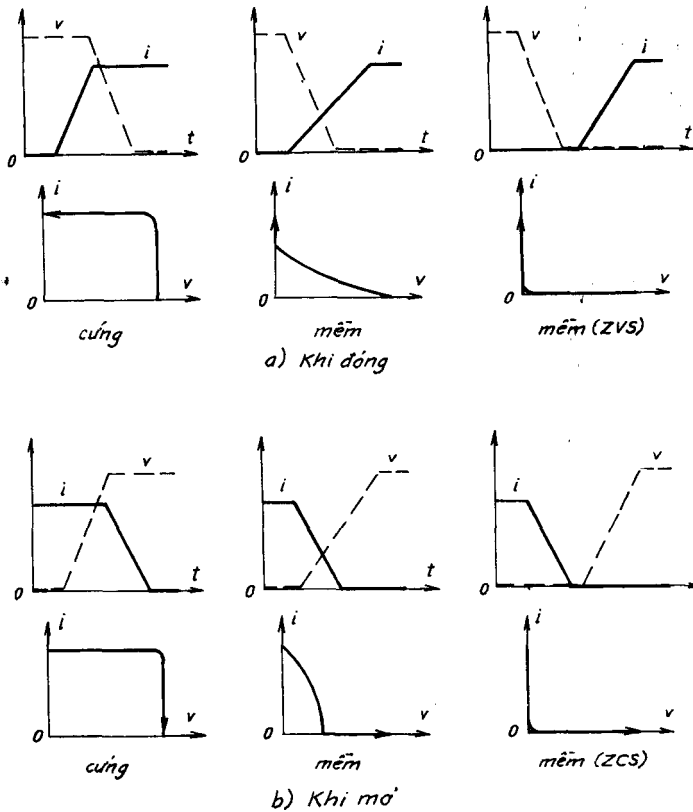 v i
0 t
v i
0 t
v i
0 t
i
0 v
cứng
i
0 v
mềm
i
0 v
mềm (ZVS)
a) Khi đóng
i v
0 t
i v
0 t
i v
0 t
i
0 v
cứng
i
0 v
mềm
i
0 v
mềm (ZCS)
b) Khi mở